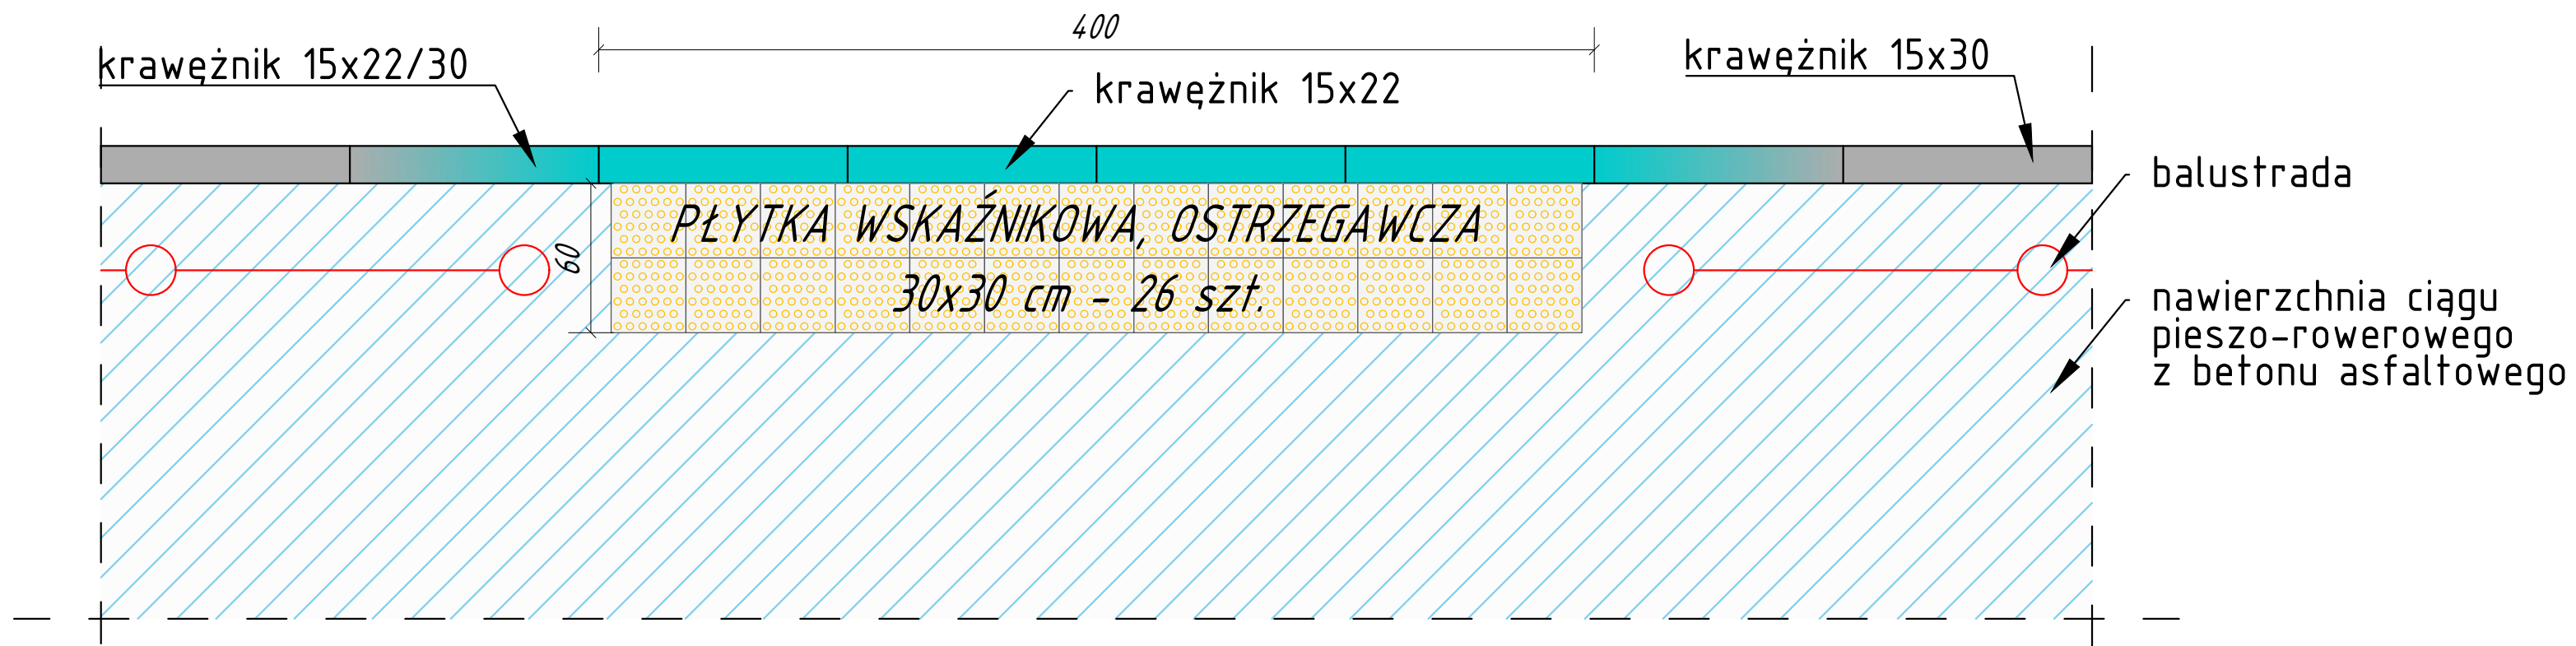 400
krawężnik 15x22/30
krawężnik 15x22
krawężnik 15x30
balustrada
PŁYTKA WSKAŹNIKOWA, OSTRZEGAWCZA
30x30 cm - 26 szt.
60
nawierzchnia ciągu
pieszo-rowerowego
z betonu asfaltowego